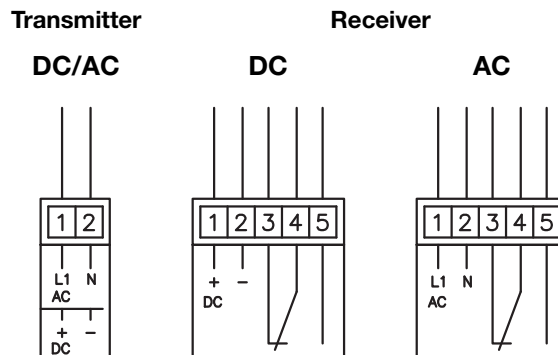 Transmitter Receiver
DC/AC DC AC
1 2 1 2 3 4 5 1 2 3 4 5
L1 N + − L1 N
AC DC AC
+ −
DC